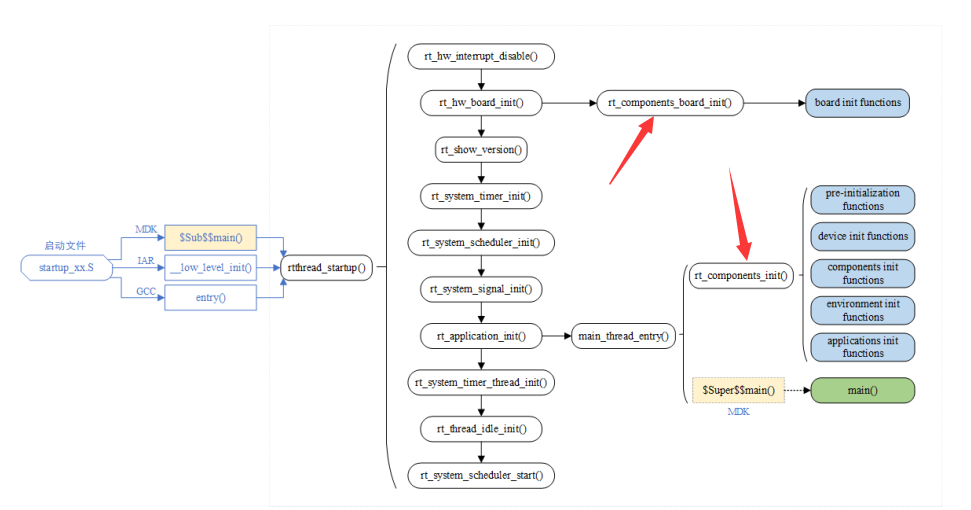 启动文件
startup_xx.S
MDK
$Sub$$main()
IAR
__low_level_init()
GCC
entry()
rtthread_startup()
rt_hw_interrupt_disable()
rt_hw_board_init()
rt_components_board_init()
board init functions
rt_show_version()
rt_system_timer_init()
rt_system_scheduler_init()
rt_system_signal_init()
rt_application_init()
main_thread_entry()
rt_system_timer_thread_init()
rt_thread_idle_init()
rt_system_scheduler_start()
rt_components_init()
pre-initialization
functions
device init functions
components init
functions
environment init
functions
applications init
functions
$Super$$main()
MDK
main()